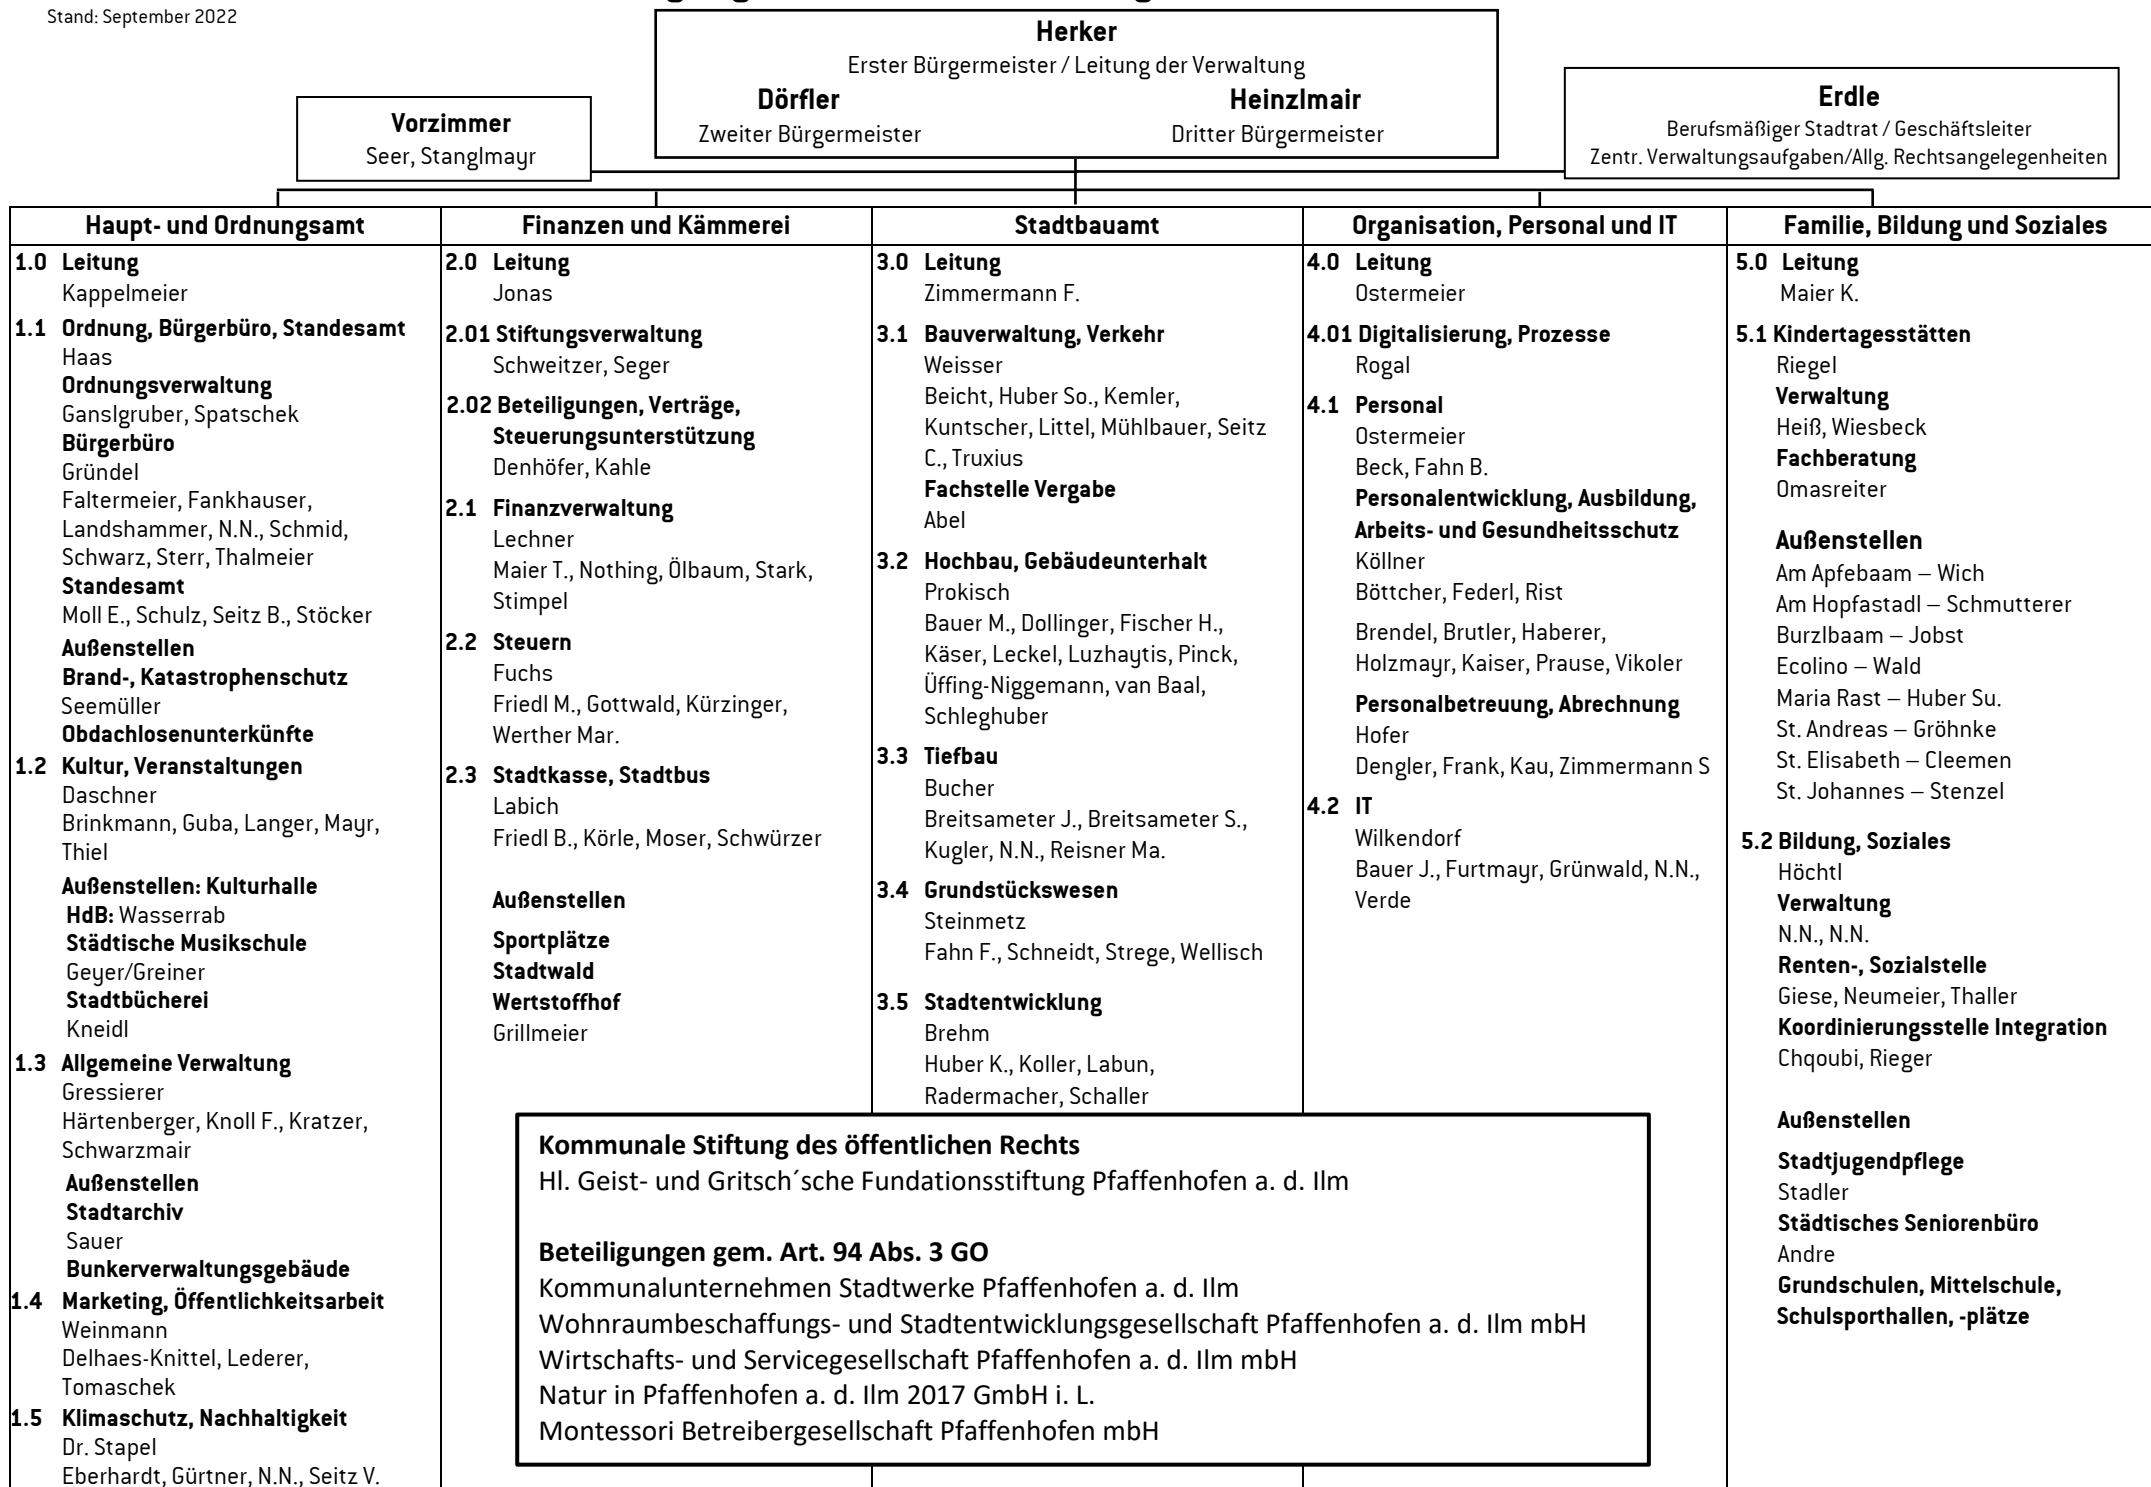 Stand: September 2022
Herker
Erster Bürgermeister / Leitung der Verwaltung
Dörfler
Zweiter Bürgermeister
Heinzlmair
Dritter Bürgermeister
Vorzimmer
Seer, Stanglmayr
Erdle
Berufsmäßiger Stadtrat / Geschäftsleiter
Zentr. Verwaltungsaufgaben/Allg. Rechtsangelegenheiten
Haupt- und Ordnungsamt
1.0 Leitung
Kappelmeier
1.1 Ordnung, Bürgerbüro, Standesamt
Haas
Ordnungsverwaltung
Ganslgruber, Spatschek
Bürgerbüro
Gründel
Faltermeier, Fankhauser,
Landshammer, N.N., Schmid,
Schwarz, Sterr, Thalmeier
Standesamt
Moll E., Schulz, Seitz B., Stöcker
Außenstellen
Brand-, Katastrophenschutz
Seemüller
Obdachlosenunterkünfte
1.2 Kultur, Veranstaltungen
Daschner
Brinkmann, Guba, Langer, Mayr,
Thiel
Außenstellen: Kulturhalle
HdB: Wasserrab
Städtische Musikschule
Geyer/Greiner
Stadtbücherei
Kneidl
1.3 Allgemeine Verwaltung
Gressierer
Härtenberger, Knoll F., Kratzer,
Schwarzmair
Außenstellen
Stadtarchiv
Sauer
Bunkerverwaltungsgebäude
1.4 Marketing, Öffentlichkeitsarbeit
Weinmann
Delhaes-Knittel, Lederer,
Tomaschek
1.5 Klimaschutz, Nachhaltigkeit
Dr. Stapel
Eberhardt, Gürtner, N.N., Seitz V.
Finanzen und Kämmerei
2.0 Leitung
Jonas
2.01 Stiftungsverwaltung
Schweitzer, Seger
2.02 Beteiligungen, Verträge,
Steuerungsunterstützung
Denhöfer, Kahle
2.1 Finanzverwaltung
Lechner
Maier T., Nothing, Ölbaum, Stark,
Stimpel
2.2 Steuern
Fuchs
Friedl M., Gottwald, Kürzinger,
Werther Mar.
2.3 Stadtkasse, Stadtbus
Labich
Friedl B., Körle, Moser, Schwürzer
Außenstellen
Sportplätze
Stadtwald
Wertstoffhof
Grillmeier
Stadtbauamt
3.0 Leitung
Zimmermann F.
3.1 Bauverwaltung, Verkehr
Weisser
Beicht, Huber So., Kemler,
Kuntscher, Littel, Mühlbauer, Seitz
C., Truxius
Fachstelle Vergabe
Abel
3.2 Hochbau, Gebäudeunterhalt
Prokisch
Bauer M., Dollinger, Fischer H.,
Käser, Leckel, Luzhaytis, Pinck,
Üffing-Niggemann, van Baal,
Schleghuber
3.3 Tiefbau
Bucher
Breitsameter J., Breitsameter S.,
Kugler, N.N., Reisner Ma.
3.4 Grundstückswesen
Steinmetz
Fahn F., Schneidt, Strege, Wellisch
3.5 Stadtentwicklung
Brehm
Huber K., Koller, Labun,
Radermacher, Schaller
Organisation, Personal und IT
4.0 Leitung
Ostermeier
4.01 Digitalisierung, Prozesse
Rogal
4.1 Personal
Ostermeier
Beck, Fahn B.
Personalentwicklung, Ausbildung,
Arbeits- und Gesundheitsschutz
Köllner
Böttcher, Federl, Rist
Brendel, Brutler, Haberer,
Holzmayr, Kaiser, Prause, Vikoler
Personalbetreuung, Abrechnung
Hofer
Dengler, Frank, Kau, Zimmermann S
4.2 IT
Wilkendorf
Bauer J., Furtmayr, Grünwald, N.N.,
Verde
Familie, Bildung und Soziales
5.0 Leitung
Maier K.
5.1 Kindertagesstätten
Riegel
Verwaltung
Heiß, Wiesbeck
Fachberatung
Omasreiter
Außenstellen
Am Apfebaam – Wich
Am Hopfastadl – Schmutterer
Burzlbaam – Jobst
Ecolino – Wald
Maria Rast – Huber Su.
St. Andreas – Gröhnke
St. Elisabeth – Cleemen
St. Johannes – Stenzel
5.2 Bildung, Soziales
Höchtl
Verwaltung
N.N., N.N.
Renten-, Sozialstelle
Giese, Neumeier, Thaller
Koordinierungsstelle Integration
Chqoubi, Rieger
Außenstellen
Stadtjugendpflege
Stadler
Städtisches Seniorenbüro
Andre
Grundschulen, Mittelschule,
Schulsporthallen, -plätze
Kommunale Stiftung des öffentlichen Rechts
Hl. Geist- und Gritsch´sche Fundationsstiftung Pfaffenhofen a. d. Ilm
Beteiligungen gem. Art. 94 Abs. 3 GO
Kommunalunternehmen Stadtwerke Pfaffenhofen a. d. Ilm
Wohnraumbeschaffungs- und Stadtentwicklungsgesellschaft Pfaffenhofen a. d. Ilm mbH
Wirtschafts- und Servicegesellschaft Pfaffenhofen a. d. Ilm mbH
Natur in Pfaffenhofen a. d. Ilm 2017 GmbH i. L.
Montessori Betreibergesellschaft Pfaffenhofen mbH